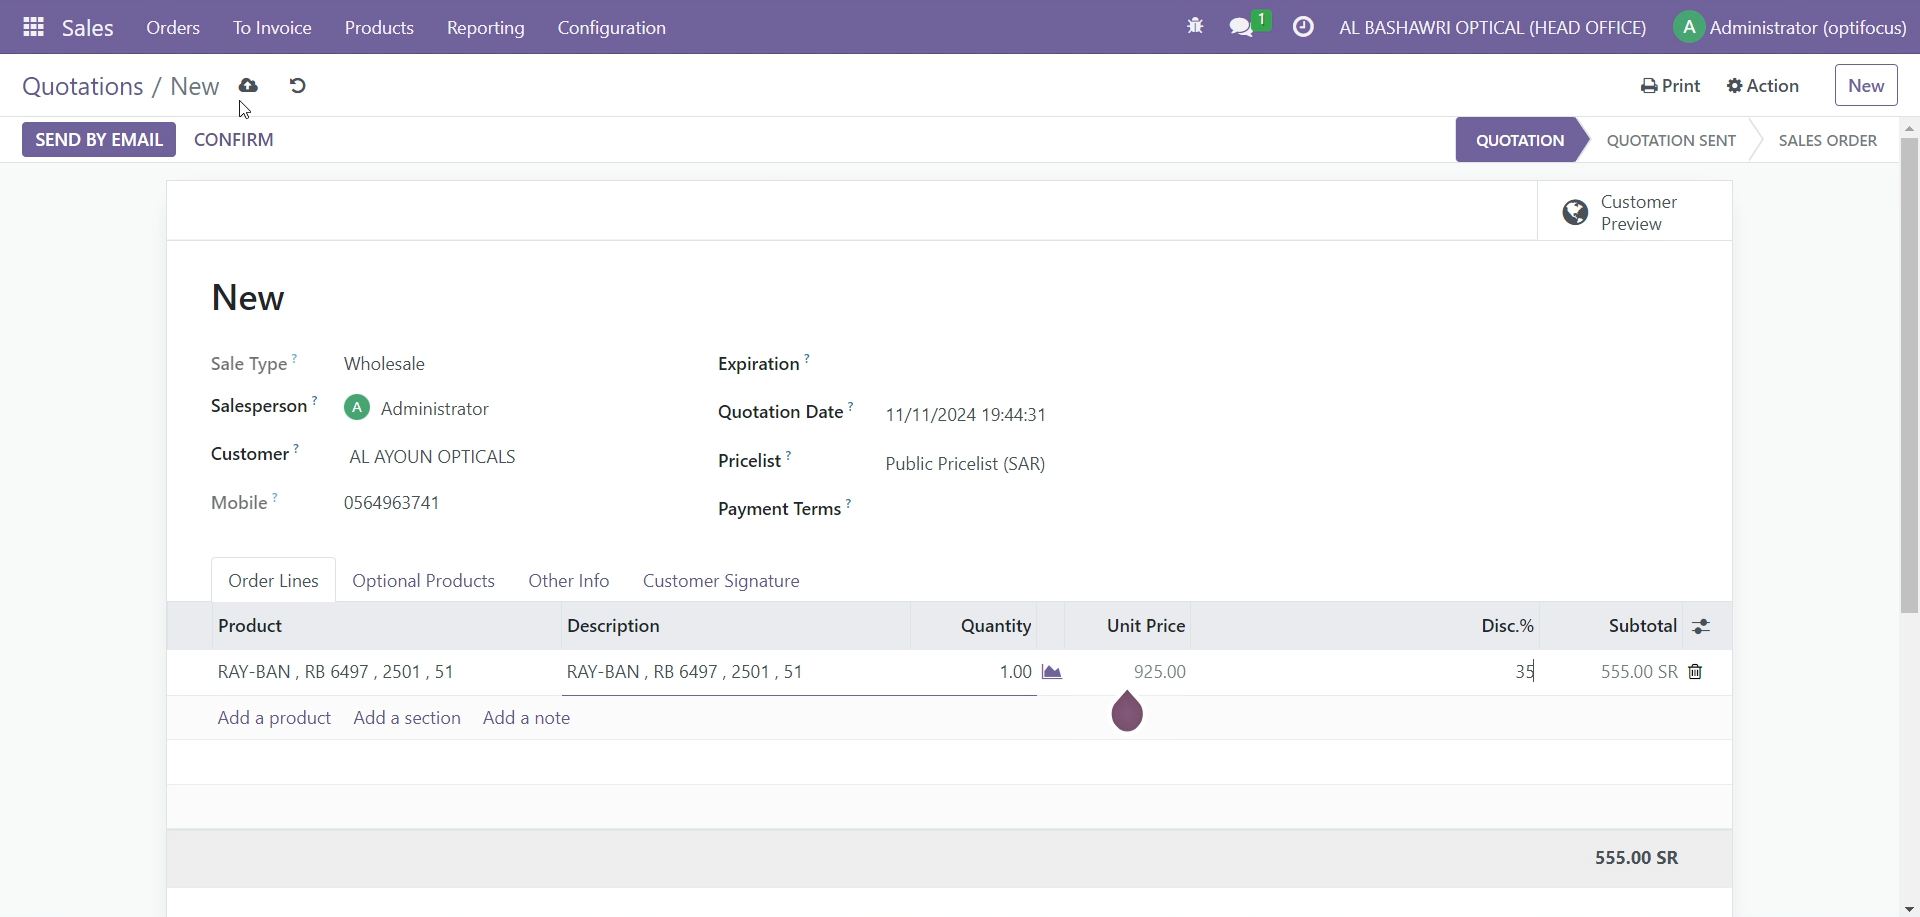 Sales Orders To Invoice Products Reporting Configuration 1 AL BASHAWRI OPTICAL (HEAD OFFICE) A Administrator (optifocus)
Quotations / New Print Action New
SEND BY EMAIL CONFIRM QUOTATION QUOTATION SENT SALES ORDER
Customer
Preview
New
Sale Type ? Wholesale Expiration ?
Salesperson ? A Administrator Quotation Date ? 11/11/2024 19:44:31
Customer ? AL AYOUN OPTICALS Pricelist ? Public Pricelist (SAR)
Mobile ? 0564963741 Payment Terms ?
Order Lines Optional Products Other Info Customer Signature
Product Description Quantity Unit Price Disc.% Subtotal
RAY-BAN , RB 6497 , 2501 , 51 RAY-BAN , RB 6497 , 2501 , 51 1.00 925.00 35 555.00 SR
Add a product Add a section Add a note
555.00 SR